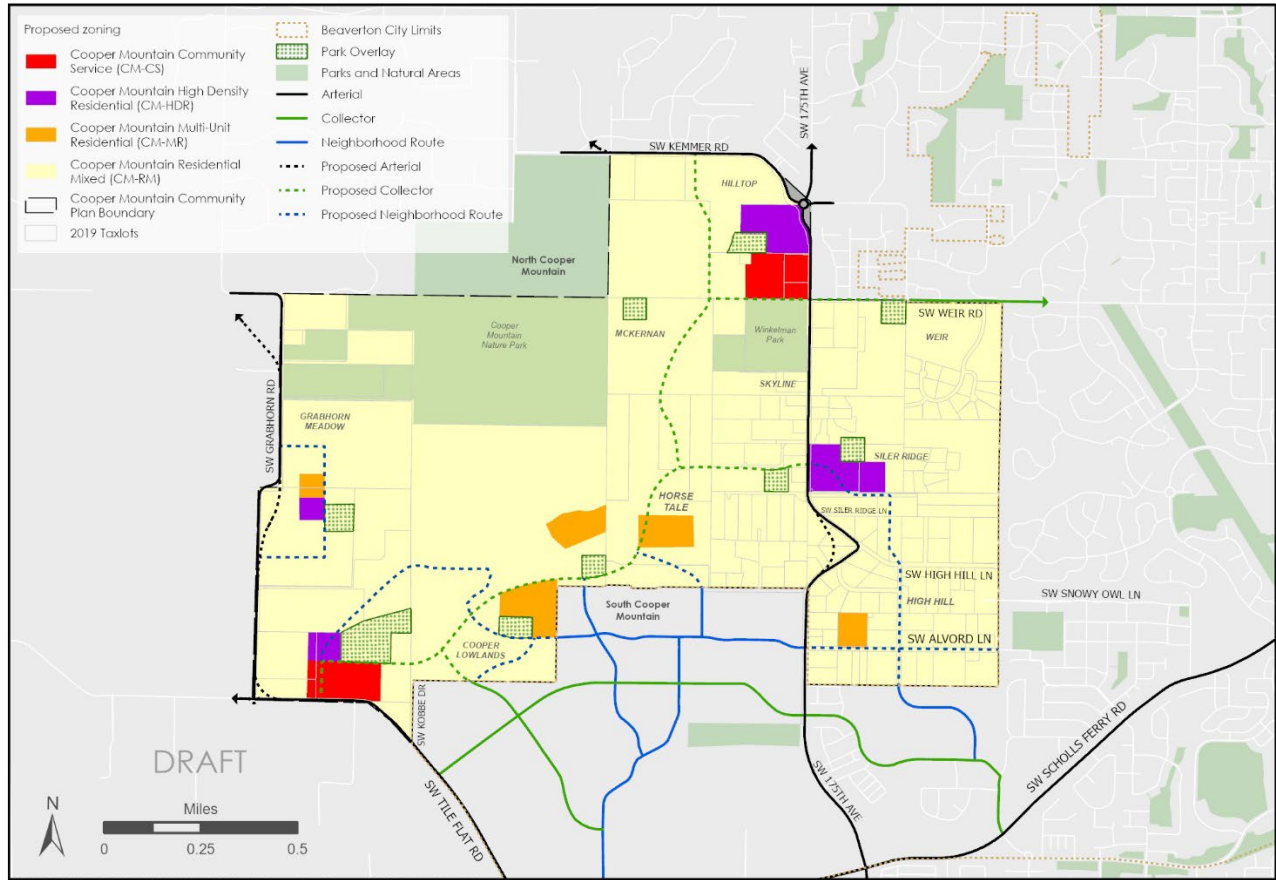 Proposed zoning
Cooper Mountain Community
Service (CM-CS)
Cooper Mountain High Density
Residential (CM-HDR)
Cooper Mountain Multi-Unit
Residential (CM-MR)
Cooper Mountain Residential
Mixed (CM-RM)
Cooper Mountain Community
Plan Boundary
2019 Taxlots
Beaverton City Limits
Park Overlay
Parks and Natural Areas
Arterial
Collector
Neighborhood Route
Proposed Arterial
Proposed Collector
Proposed Neighborhood Route
SW 175TH AVE
SW KEMMER RD
HILLTOP
North Cooper
Mountain
SW WEIR RD
WEIR
Cooper
Mountain
Nature Park
MCKERNAN
Winkelman
Park
SKYLINE
SW GRABHORN RD
GRABHORN
MEADOW
SILER RIDGE
HORSE
TALE
SW SILER RIDGE LN
SW HIGH HILL LN
HIGH HILL
SW SNOWY OWL LN
South Cooper
Mountain
SW ALVORD LN
COOPER
LOWLANDS
SW KOBBE DR
SW TILE FLAT RD
SW 175TH AVE
SW SCHOLLS FERRY RD
DRAFT
N
Miles
0 0.25 0.5